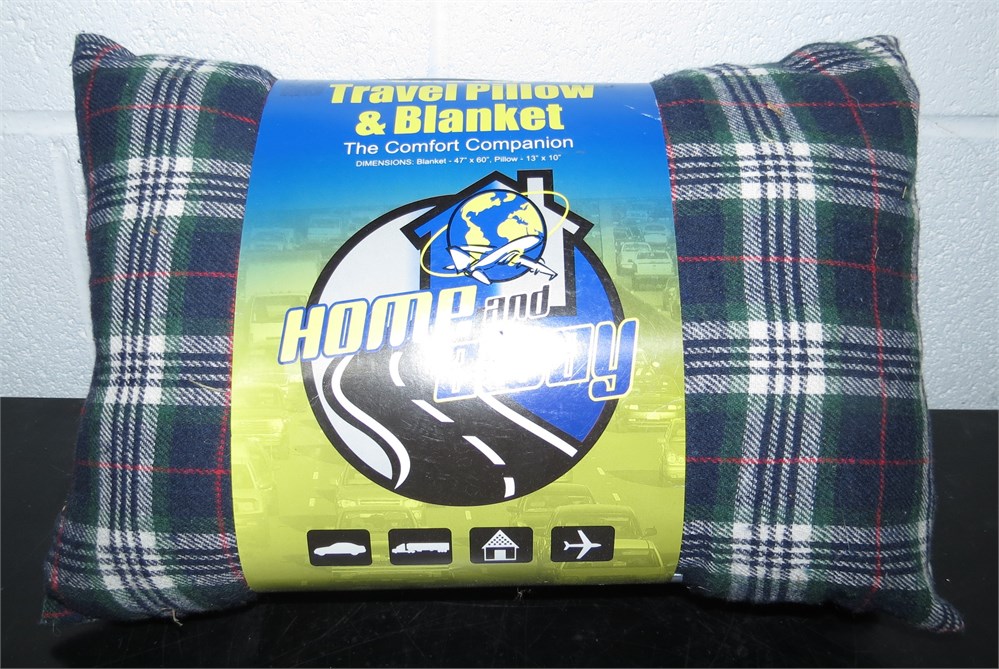 Travel Pillow
& Blanket
The Comfort Companion
DIMENSIONS: Blanket - 47" x 60", Pillow - 13" x 10"
Home and
away